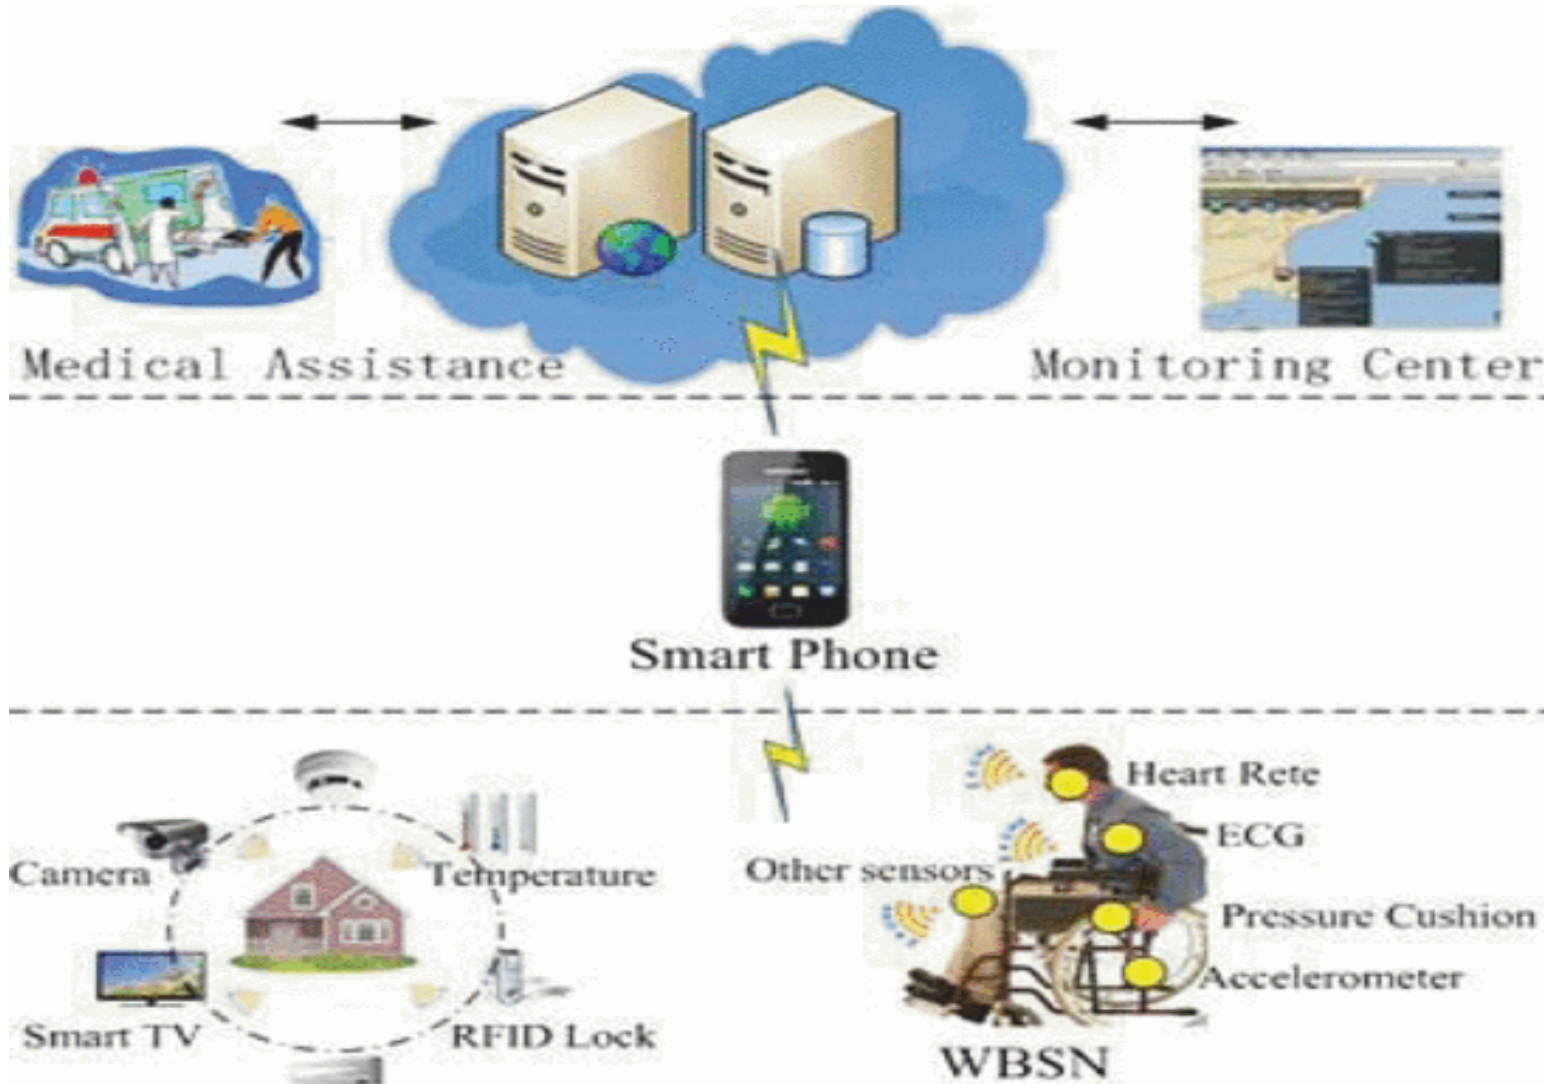 Medical Assistance
Monitoring Center
Smart Phone
Heart Rete
ECG
Camera
Temperature
Other sensors
Pressure Cushion
Accelerometer
Smart TV
RFID Lock
WBSN